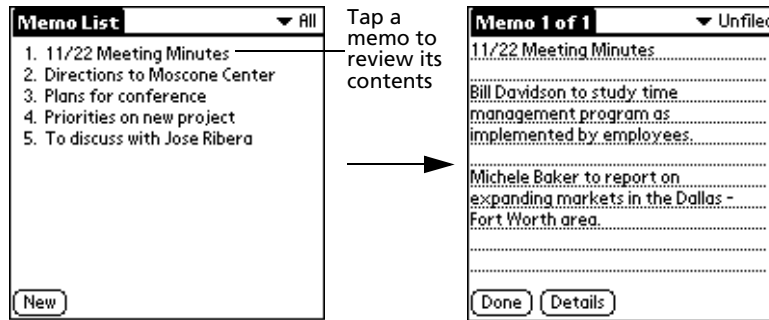 Memo List
All
1. 11/22 Meeting Minutes
2. Directions to Moscone Center
3. Plans for conference
4. Priorities on new project
5. To discuss with Jose Ribera
New
Tap a
memo to
review its
contents
Memo 1 of 1
Unfiled
11/22 Meeting Minutes
Bill Davidson to study time
management program as
implemented by employees.
Michele Baker to report on
expanding markets in the Dallas -
Fort Worth area.
Done
Details